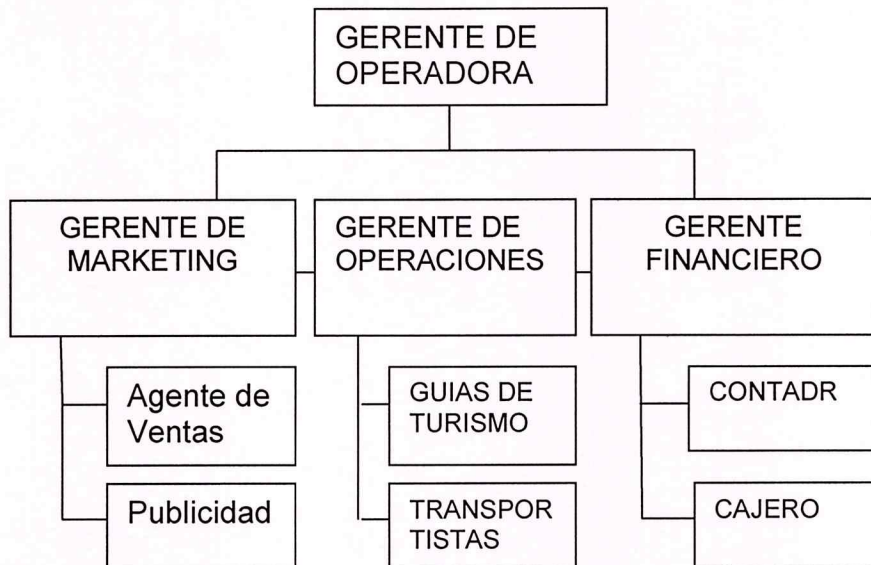 GERENTE DE
OPERADORA
GERENTE DE
MARKETING
GERENTE DE
OPERACIONES
GERENTE
FINANCIERO
Agente de
Ventas
GUIAS DE
TURISMO
CONTADR
Publicidad
TRANSPOR
TISTAS
CAJERO